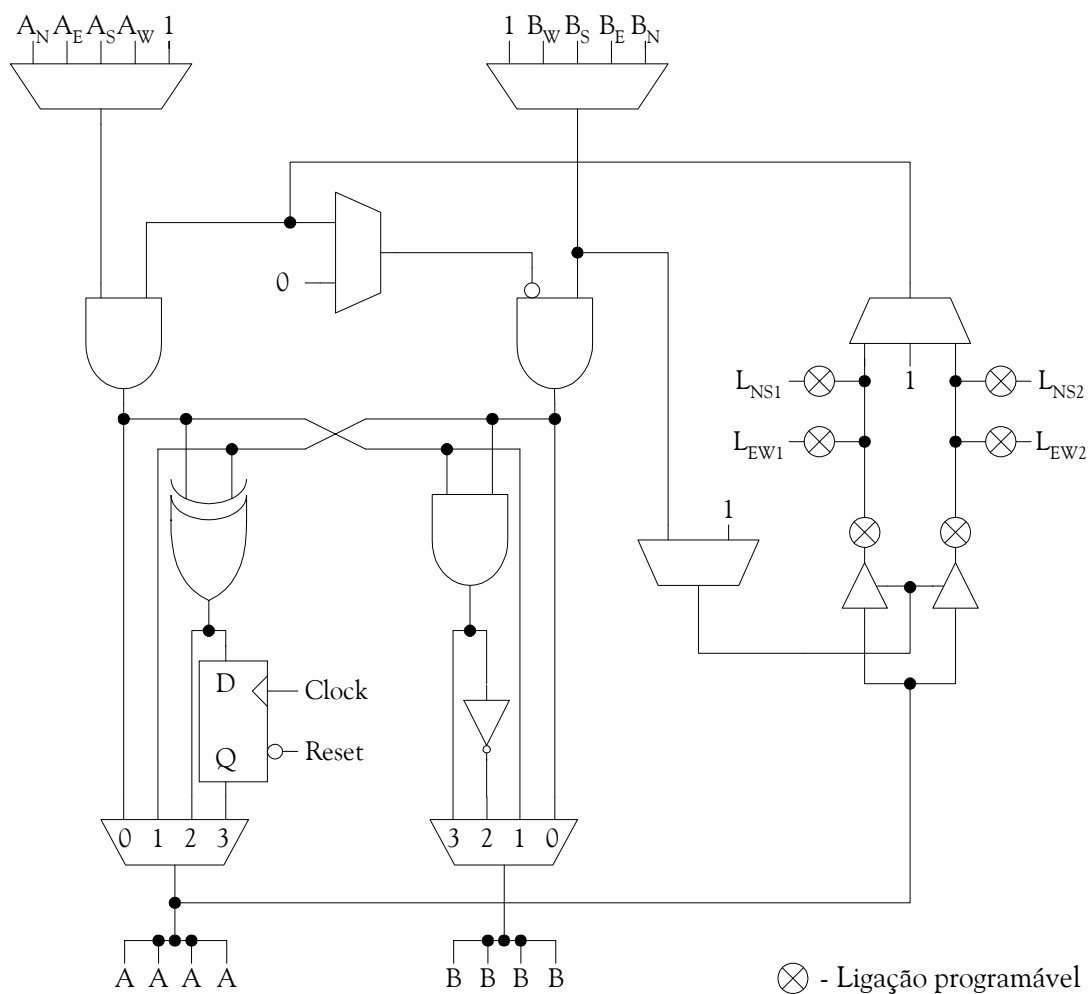 A_N A_E A_S A_W 1
1 B_W B_S B_E B_N
0
L_NS1
1
L_NS2
L_EW1
L_EW2
1
D
Clock
Q
Reset
0 1 2 3
3 2 1 0
A A A A
B B B B
- Ligação programável